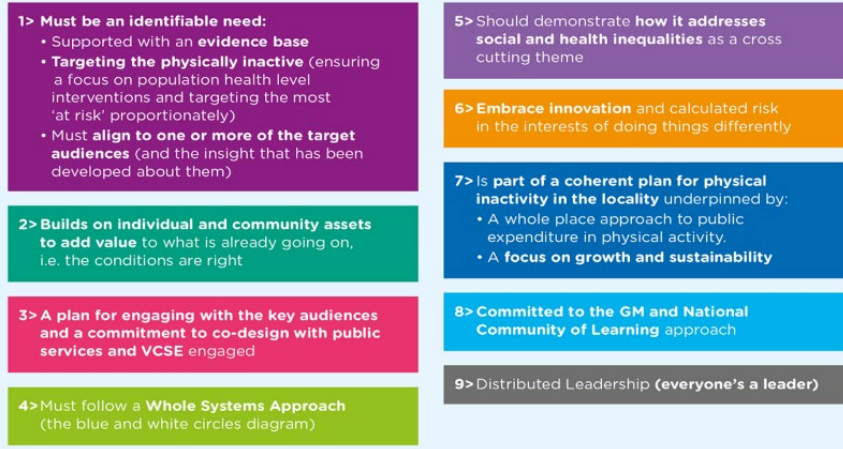 1> Must be an identifiable need:
• Supported with an evidence base
• Targeting the physically inactive (ensuring
a focus on population health level
interventions and targeting the most
'at risk' proportionately)
• Must align to one or more of the target
audiences (and the insight that has been
developed about them)
2> Builds on individual and community assets
to add value to what is already going on,
i.e. the conditions are right
3> A plan for engaging with the key audiences
and a commitment to co-design with public
services and VCSE engaged
4> Must follow a Whole Systems Approach
(the blue and white circles diagram)
5> Should demonstrate how it addresses
social and health inequalities as a cross
cutting theme
6> Embrace innovation and calculated risk
in the interests of doing things differently
7> Is part of a coherent plan for physical
inactivity in the locality underpinned by:
• A whole place approach to public
expenditure in physical activity.
• A focus on growth and sustainability
8> Committed to the GM and National
Community of Learning approach
9> Distributed Leadership (everyone's a leader)